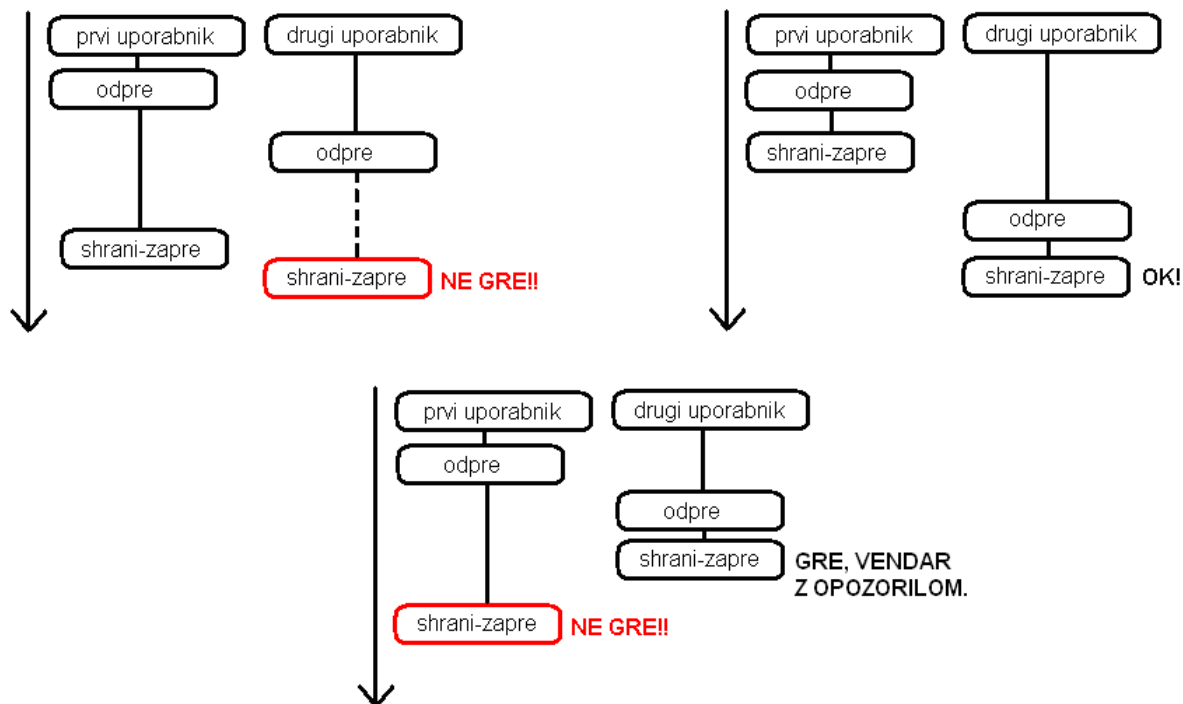 prvi uporabnik
drugi uporabnik
odpre
odpre
shrani-zapre
shrani-zapre
NE GRE!!
prvi uporabnik
drugi uporabnik
odpre
shrani-zapre
odpre
shrani-zapre
OK!
prvi uporabnik
drugi uporabnik
odpre
odpre
shrani-zapre
GRE, VENDAR
Z OPOZORILOM.
shrani-zapre
NE GRE!!